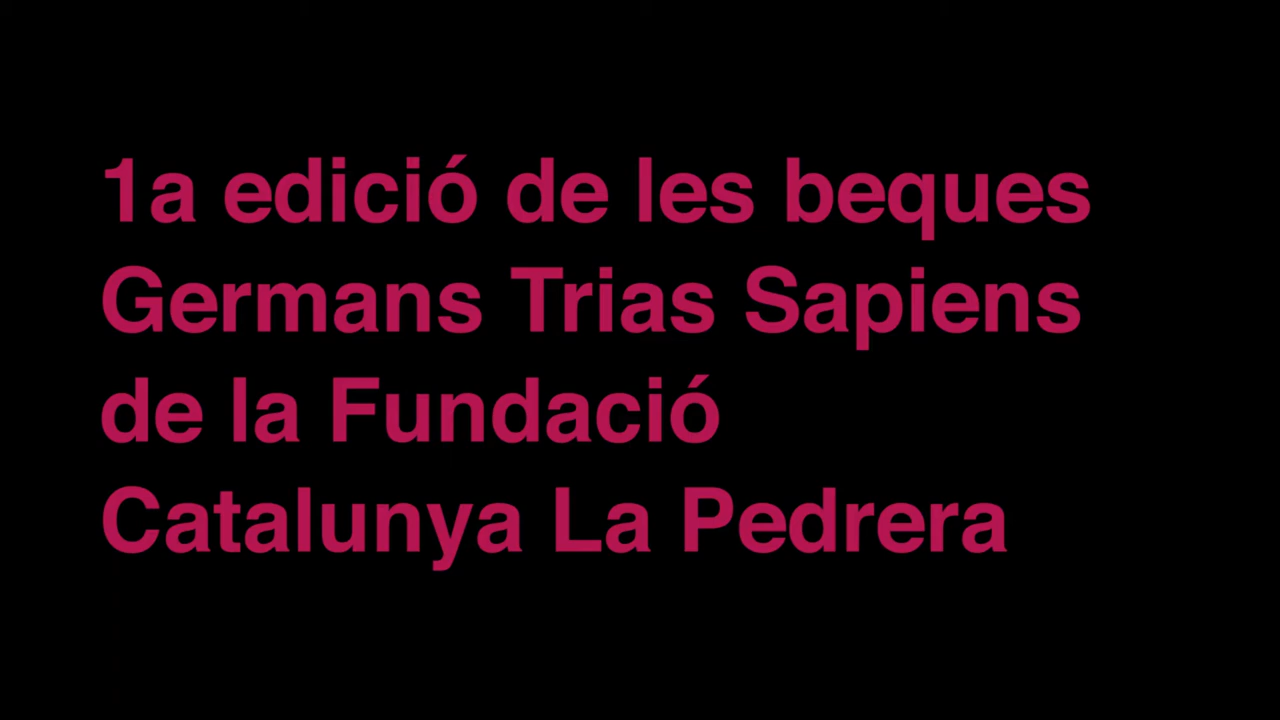 1a edició de les beques
Germans Trias Sapiens
de la Fundació
Catalunya La Pedrera